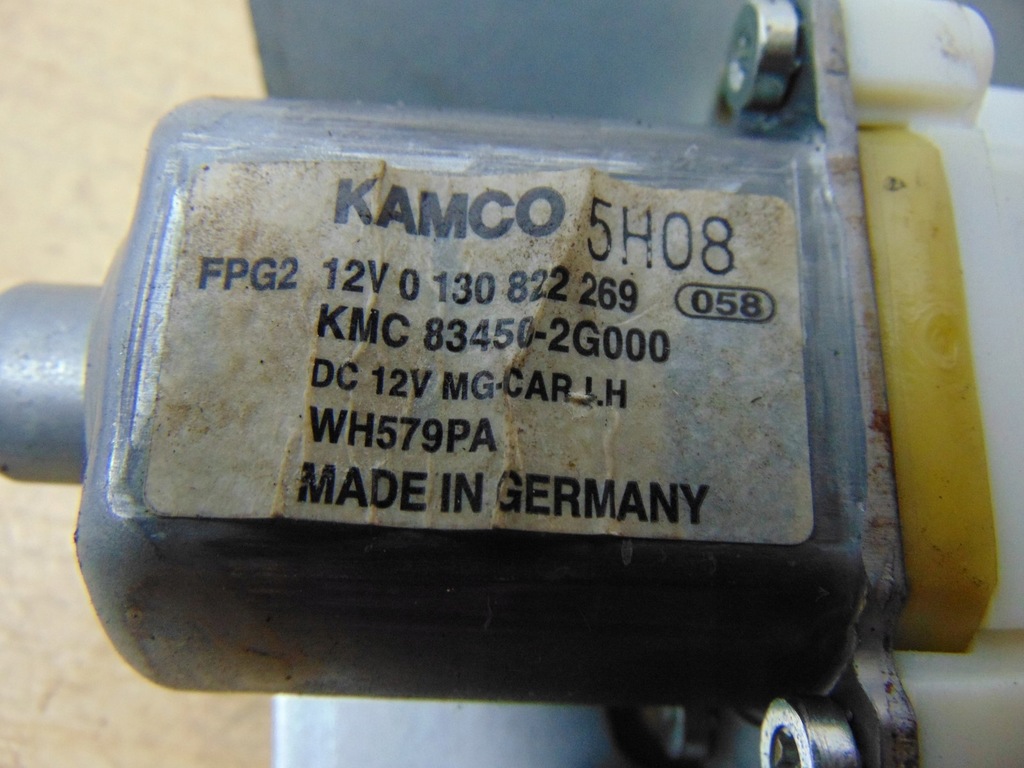 KAMCO 5H08
FPG2 12V 0 130 822 269 058
KMC 83450-2G000
DC 12V MG-CAR L.H
WH579PA
MADE IN GERMANY